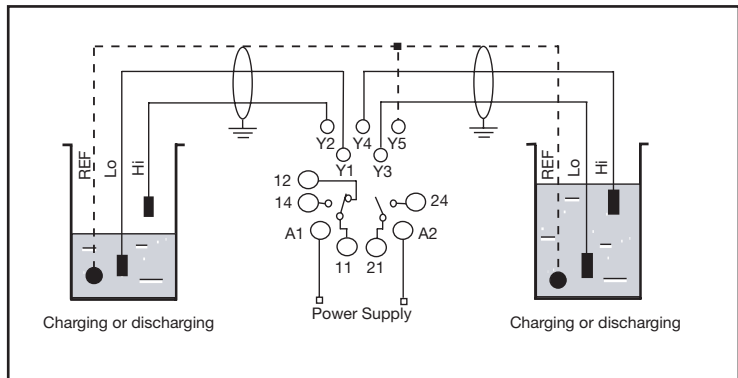 Y2 Y4 Y5
Y1 Y3
REF
Lo
Hi
12
14
24
A1
A2
11
21
REF
Lo
Hi
Power Supply
Charging or discharging
Charging or discharging